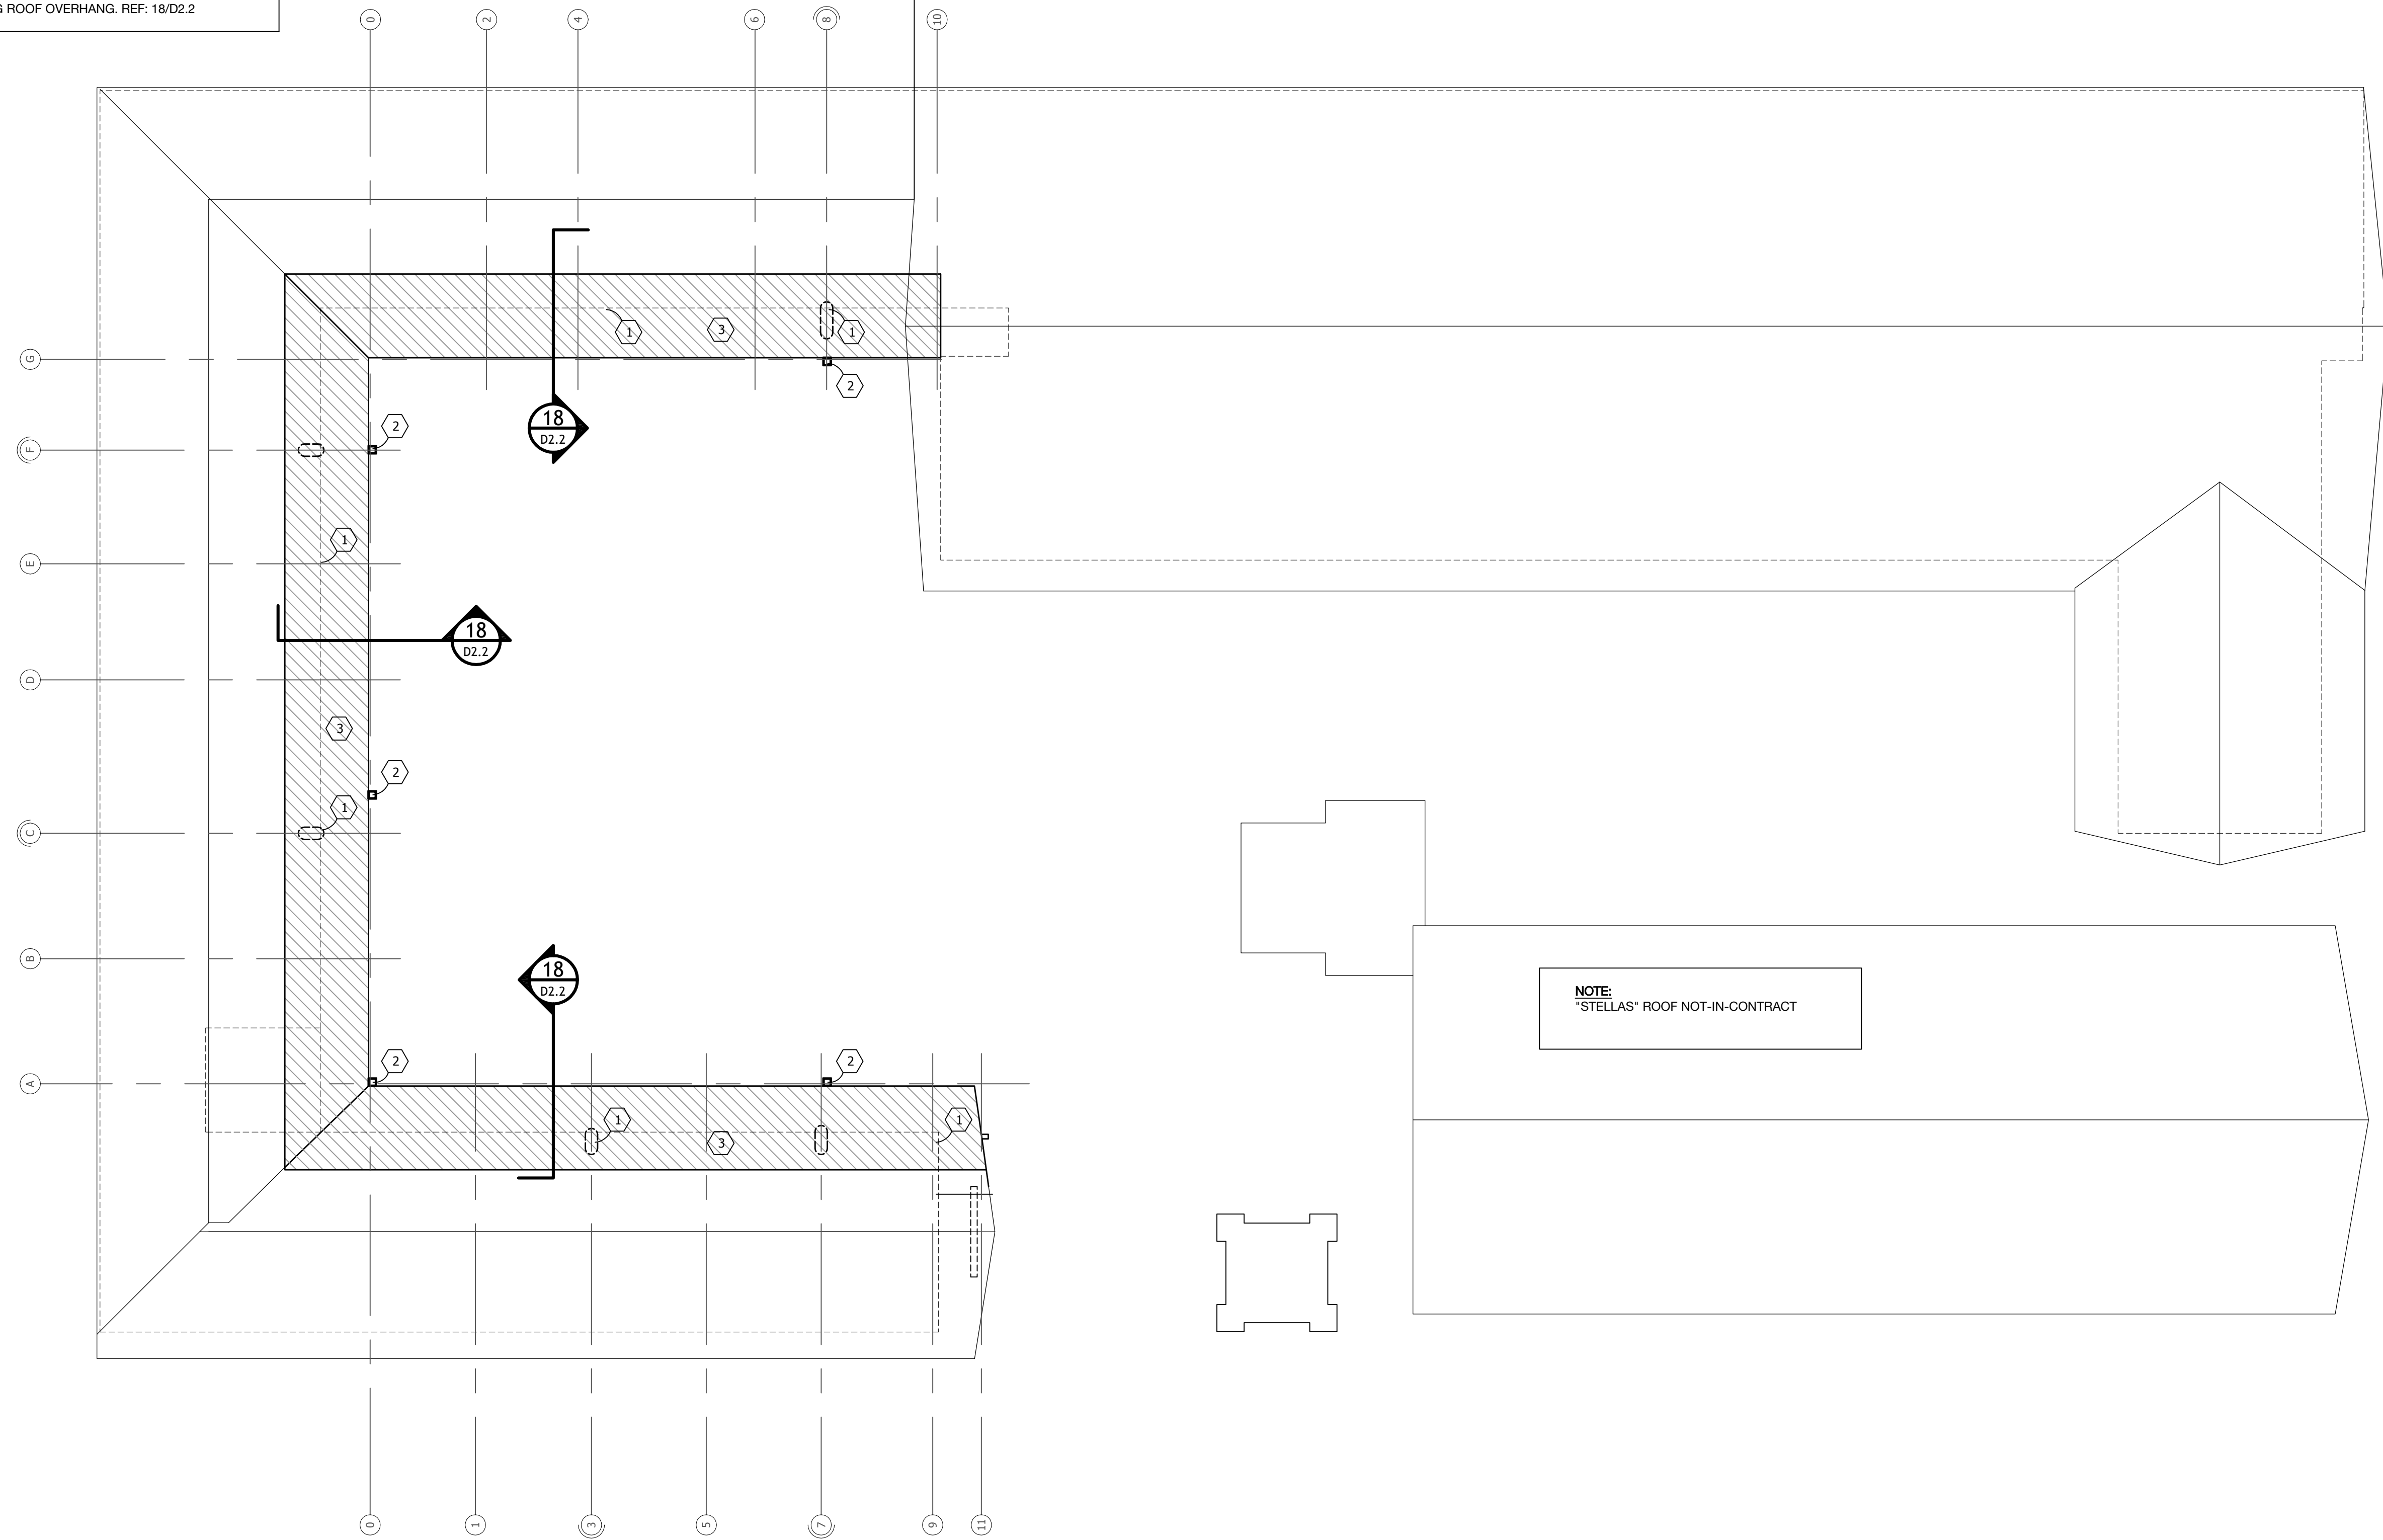 ROOF OVERHANG. REF: 18/D2.2
0
2
4
6
8
10
1
3
1
G
2
18
D2.2
2
F
1
E
18
D2.2
D
3
2
1
C
18
D2.2
B
NOTE:
"STELLAS" ROOF NOT-IN-CONTRACT
2
2
A
1
3
1
0
1
3
5
7
9
11